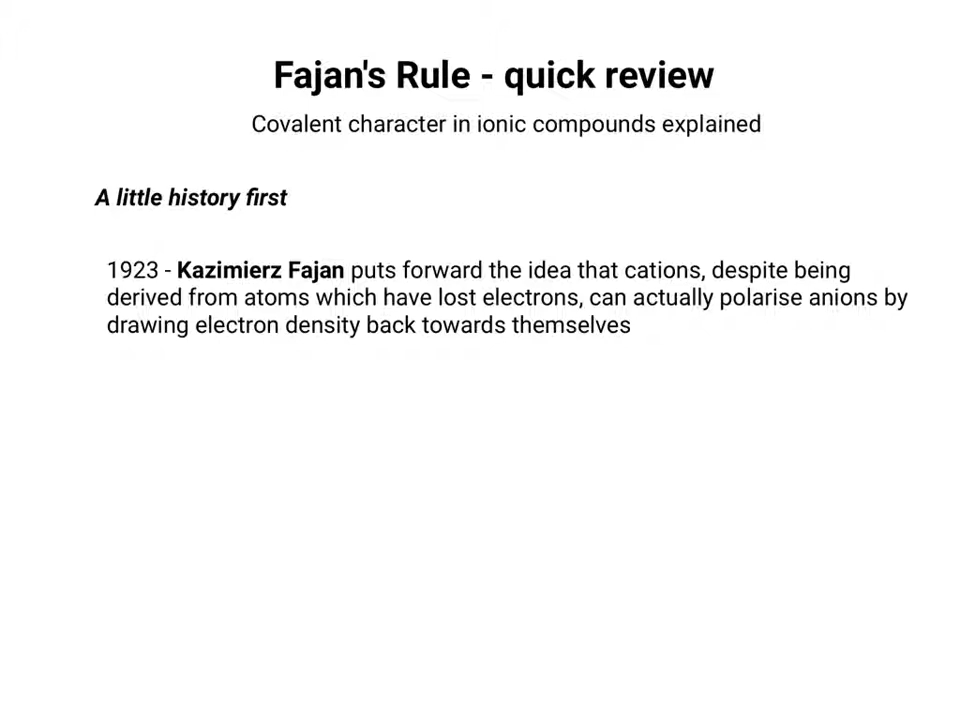 Fajan's Rule - quick review
Covalent character in ionic compounds explained
A little history first
1923 - Kazimierz Fajan puts forward the idea that cations, despite being
derived from atoms which have lost electrons, can actually polarise anions by
drawing electron density back towards themselves